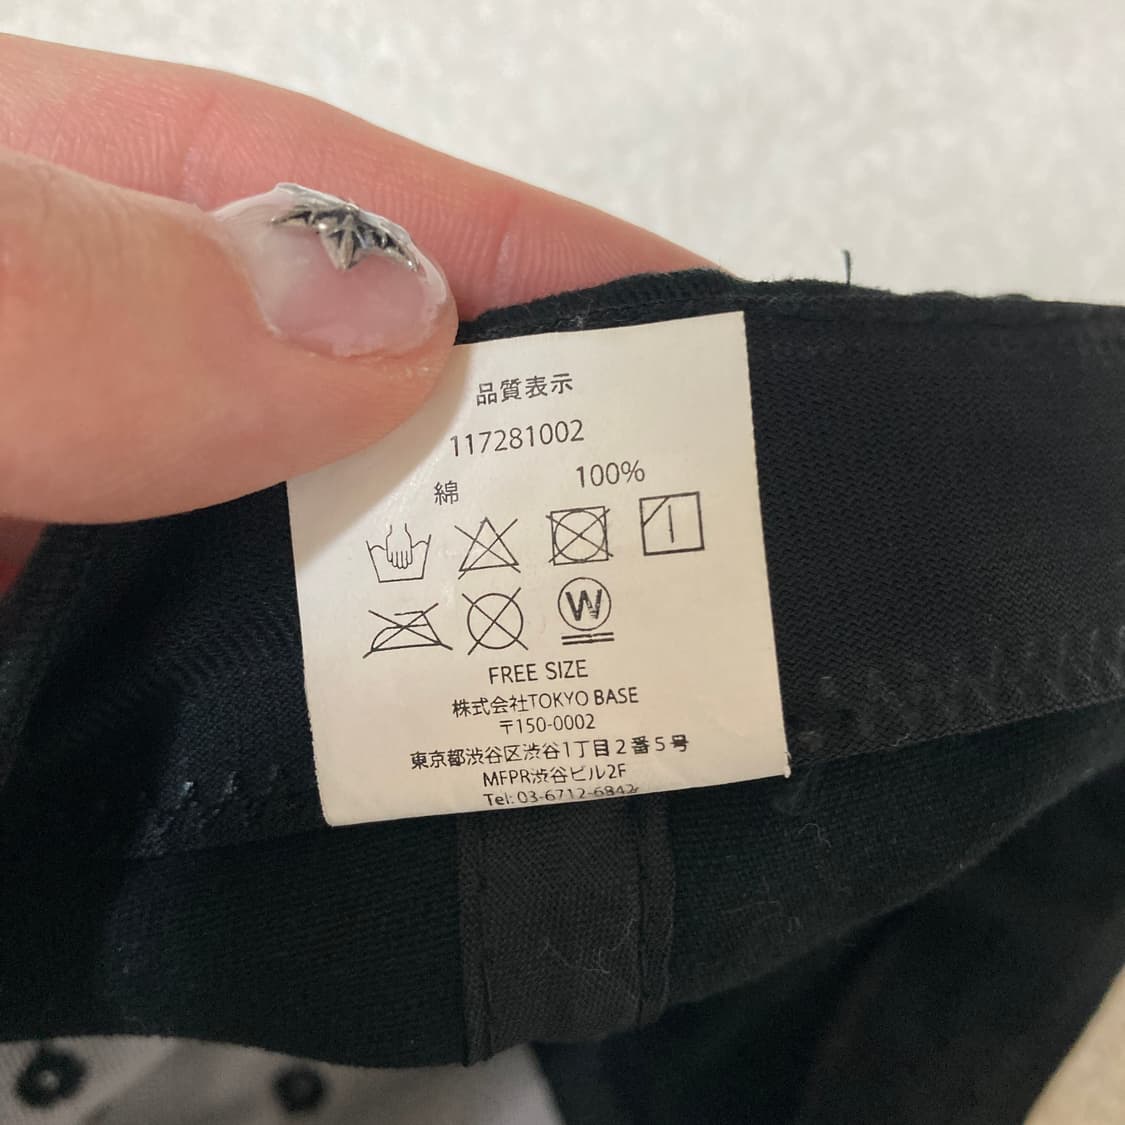 品質表示
117281002
綿 100%
W
FREE SIZE
株式会社TOKYO BASE
〒150-0002
東京都渋谷区渋谷1丁目2番5号
MFPR渋谷ビル2F
Tel: 03-6712-6842